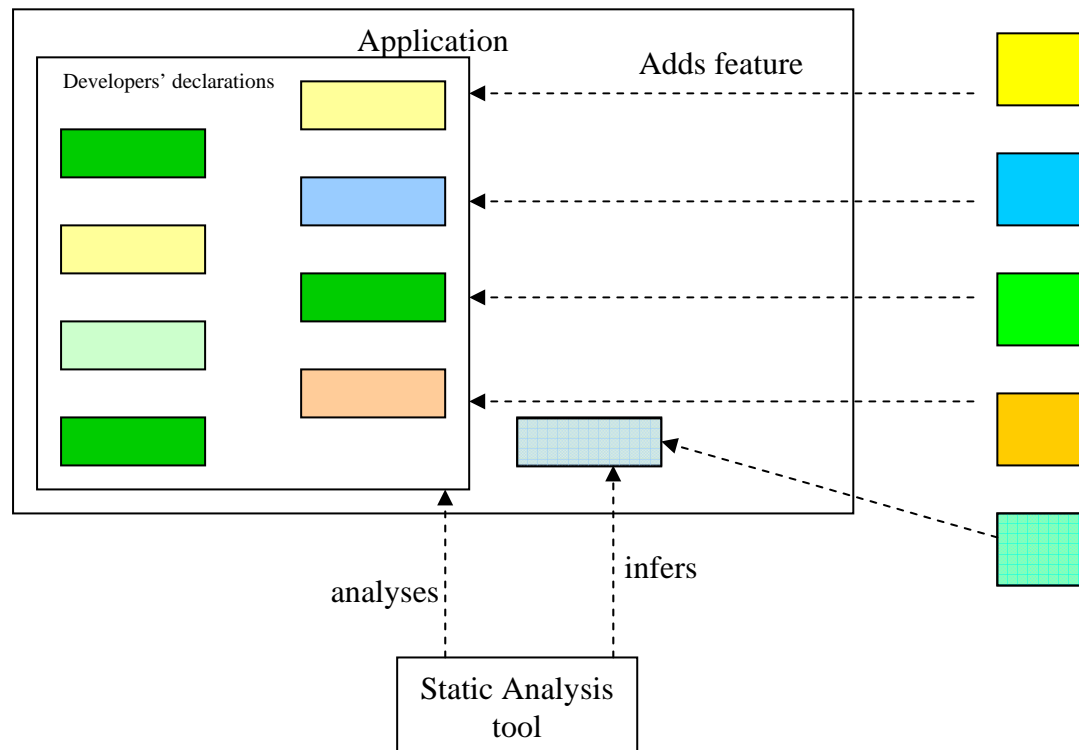 Application
Developers’ declarations
Adds feature
analyses
infers
Static Analysis
tool